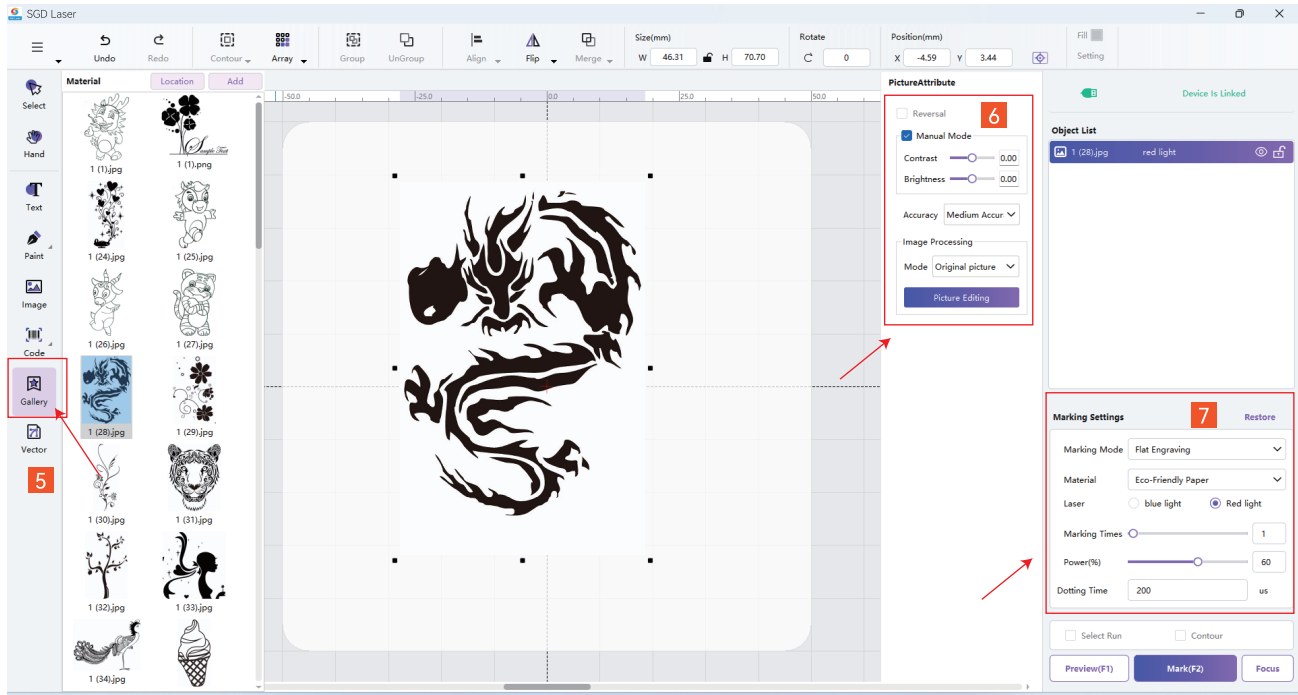 SGD Laser
Undo
Redo
Contour
Array
Group
UnGroup
Align
Flip
Merge
Size(mm)
W 46.31 H 70.70
Rotate
0
Position(mm)
X -4.59 Y 3.44
Fill
Setting
Select
Hand
Text
Paint
Image
Code
Gallery
Vector
5
Material Location Add
1 (1).jpg 1 (1).png
Sample Text
1 (24).jpg 1 (25).jpg
1 (26).jpg 1 (27).jpg
1 (28).jpg 1 (29).jpg
1 (30).jpg 1 (31).jpg
1 (32).jpg 1 (33).jpg
1 (34).jpg
-50.0 -25.0 0.0 25.0 50.0
PictureAttribute
Reversal 6
Manual Mode
Contrast 0.00
Brightness 0.00
Accuracy Medium Accur
Image Processing
Mode Original picture
Picture Editing
Device Is Linked
Object List
1 (28).jpg red light
Marking Settings 7 Restore
Marking Mode Flat Engraving
Material Eco-Friendly Paper
Laser blue light Red light
Marking Times 1
Power(%) 60
Dotting Time 200 us
Select Run Contour
Preview(F1) Mark(F2) Focus